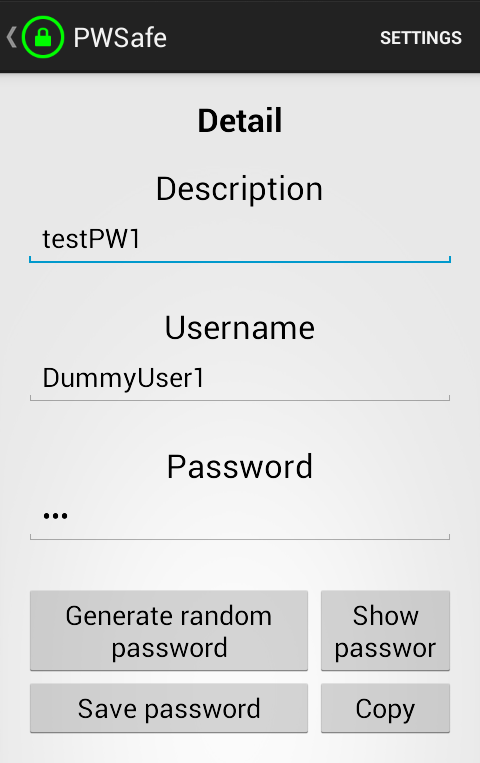 PWSafe SETTINGS
Detail
Description
testPW1
Username
DummyUser1
Password
•••
Generate random
password
Show
passwor
Save password
Copy